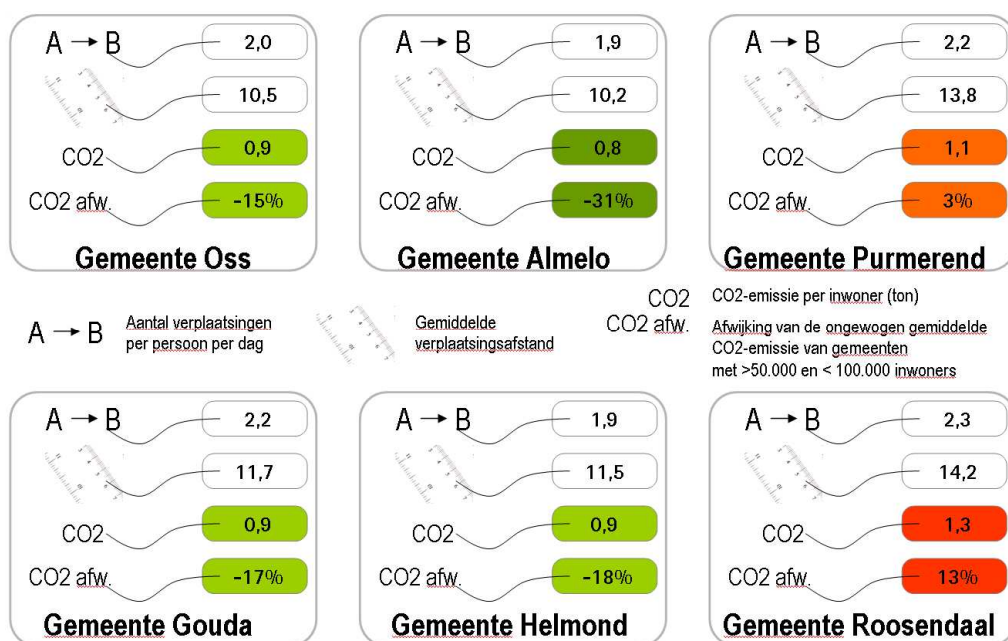 A → B 2,0
10,5
CO2 0,9
CO2 afw. -15%
Gemeente Oss
A → B 1,9
10,2
CO2 0,8
CO2 afw. -31%
Gemeente Almelo
A → B 2,2
13,8
CO2 1,1
CO2 afw. 3%
Gemeente Purmerend
A → B
Aantal verplaatsingen
per persoon per dag
Gemiddelde
verplaatsingsafstand
CO2 CO2-emissie per inwoner (ton)
CO2 afw. Afwijking van de ongewogen gemiddelde
CO2-emissie van gemeenten
met >50.000 en < 100.000 inwoners
A → B 2,2
11,7
CO2 0,9
CO2 afw. -17%
Gemeente Gouda
A → B 1,9
11,5
CO2 0,9
CO2 afw. -18%
Gemeente Helmond
A → B 2,3
14,2
CO2 1,3
CO2 afw. 13%
Gemeente Roosendaal